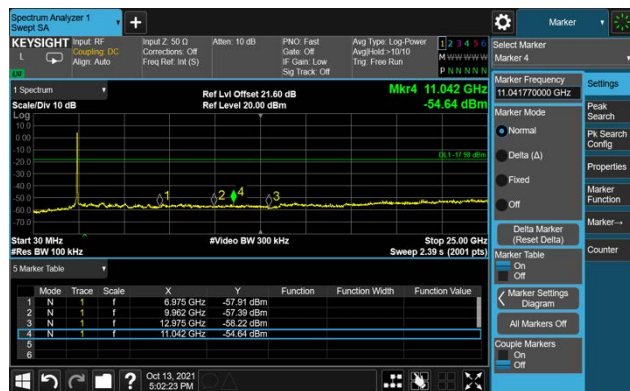 Spectrum Analyzer 1
Swept SA
Marker
KEYSIGHT
L
Input: RF
Coupling: DC
Align: Auto
Input Z: 50 Ω
Corrections: Off
Freq Ref: Int (S)
Atten: 10 dB
PNO: Fast
Gate: Off
IF Gain: Low
Sig Track: Off
Avg Type: Log-Power
Avg|Hold:>10/10
Trig: Free Run
1 2 3 4 5 6
M W W W W W
P N N N N N
Select Marker
Marker 4
1 Spectrum
Scale/Div 10 dB
Log
Ref Lvl Offset 21.60 dB
Ref Level 20.00 dBm
Mkr4 11.042 GHz
-54.64 dBm
10.0
0.00
-10.0
-20.0
-30.0
-40.0
-50.0
-60.0
-70.0
1
2
4
3
Start 30 MHz
#Res BW 100 kHz
#Video BW 300 kHz
Stop 25.00 GHz
Sweep 2.39 s (2001 pts)
5 Marker Table
Mode Trace Scale X Y Function Function Width Function Value
1 N 1 f 6.975 GHz -57.91 dBm
2 N 1 f 9.962 GHz -57.39 dBm
3 N 1 f 12.975 GHz -58.22 dBm
4 N 1 f 11.042 GHz -54.64 dBm
5
6
Oct 13, 2021
5:02:23 PM
?
Marker Frequency
11.041770000 GHz
Marker Mode
Normal
Delta (Δ)
Fixed
Off
Delta Marker
(Reset Delta)
Marker Table
On
Off
Marker Settings
Diagram
All Markers Off
Couple Markers
On
Off
Settings
Peak
Search
Pk Search
Config
Properties
Marker
Function
Marker→
Counter